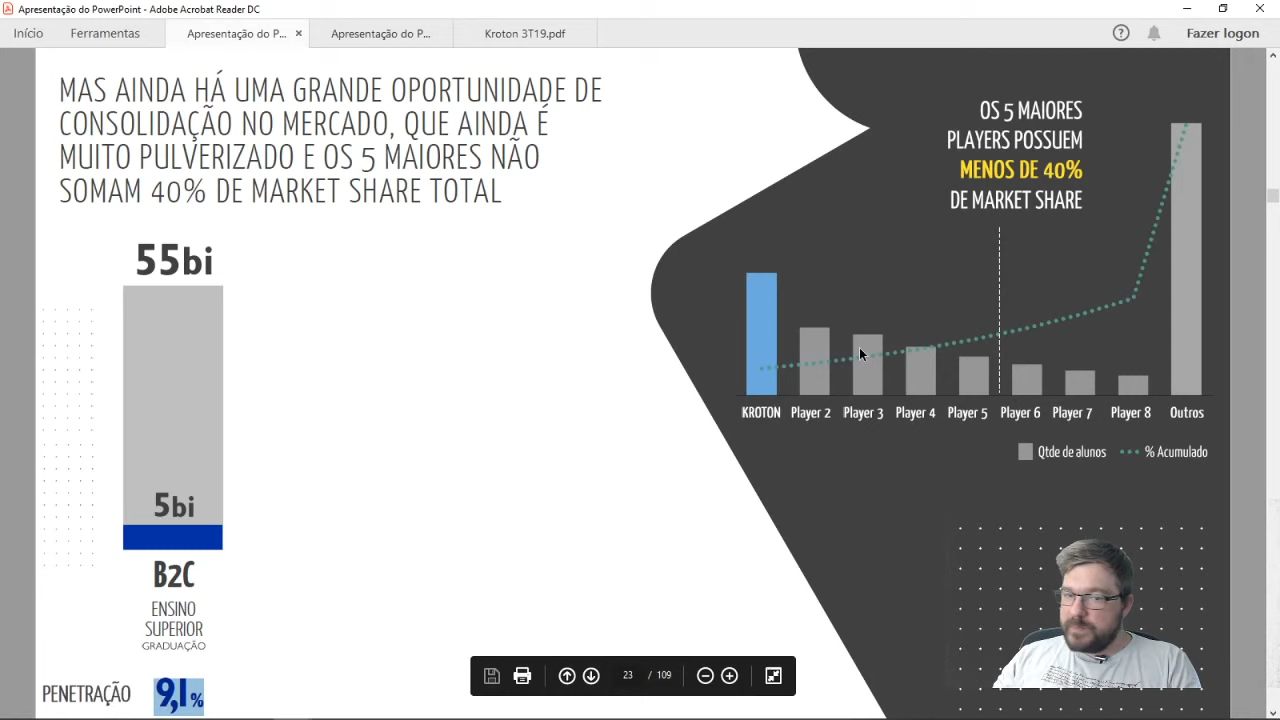 Apresentação do PowerPoint - Adobe Acrobat Reader DC
Início
Ferramentas
Apresentação do P...
Apresentação do P...
Kroton 3T19.pdf
Fazer logon
MAS AINDA HÁ UMA GRANDE OPORTUNIDADE DE
CONSOLIDAÇÃO NO MERCADO, QUE AINDA É
MUITO PULVERIZADO E OS 5 MAIORES NÃO
SOMAM 40% DE MARKET SHARE TOTAL
55bi
5bi
B2C
ENSINO
SUPERIOR
GRADUAÇÃO
PENETRAÇÃO 9,1%
OS 5 MAIORES
PLAYERS POSSUEM
MENOS DE 40%
DE MARKET SHARE
KROTON Player 2 Player 3 Player 4 Player 5 Player 6 Player 7 Player 8 Outros
Qtde de alunos % Acumulado
23 / 109